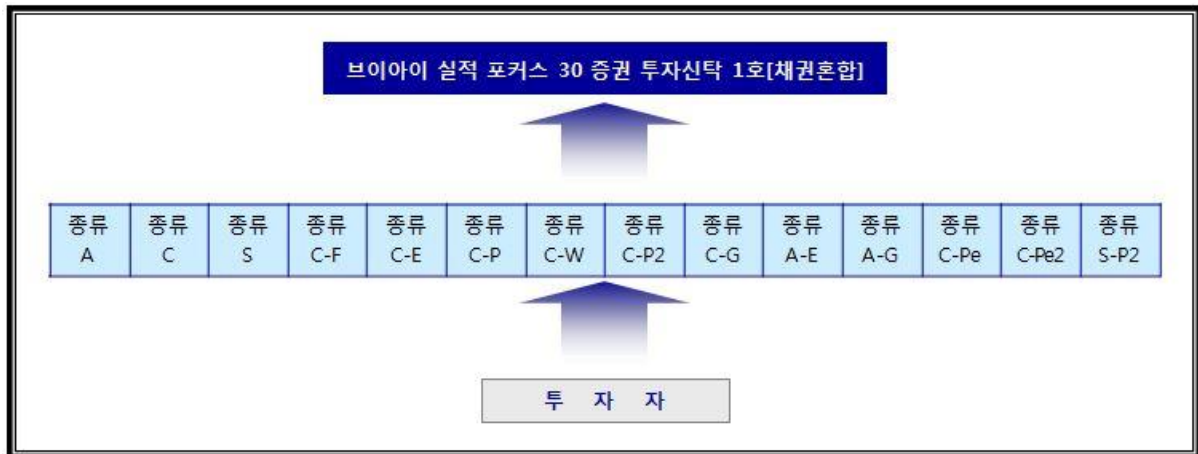 브이아이 실적 포커스 30 증권 투자신탁 1호[채권혼합]
종류 종류 종류 종류 종류 종류 종류 종류 종류 종류 종류 종류 종류 종류
A C S C-F C-E C-P C-W C-P2 C-G A-E A-G C-Pe C-Pe2 S-P2
투 자 자